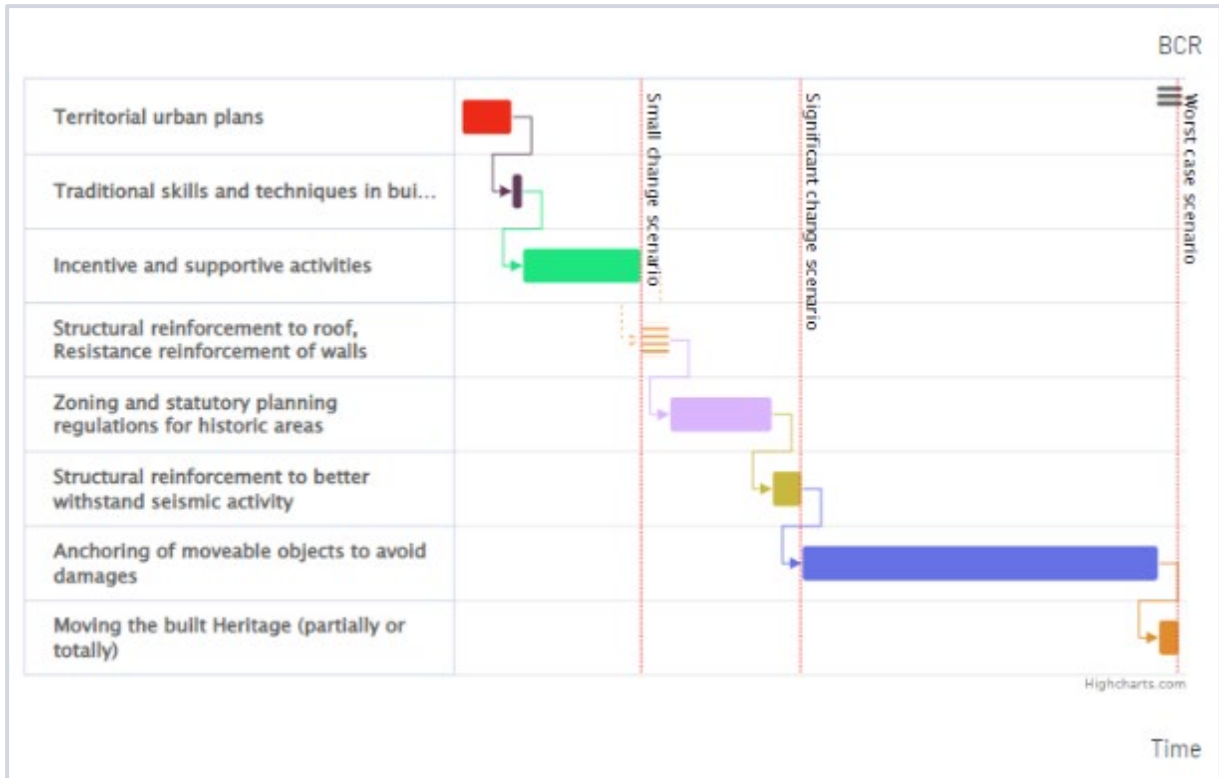 BCR
Territorial urban plans
Traditional skills and techniques in bui...
Incentive and supportive activities
Structural reinforcement to roof,
Resistance reinforcement of walls
Zoning and statutory planning
regulations for historic areas
Structural reinforcement to better
withstand seismic activity
Anchoring of moveable objects to avoid
damages
Moving the built Heritage (partially or
totally)
Small change scenario
Significant change scenario
Worst case scenario
Highcharts.com
Time